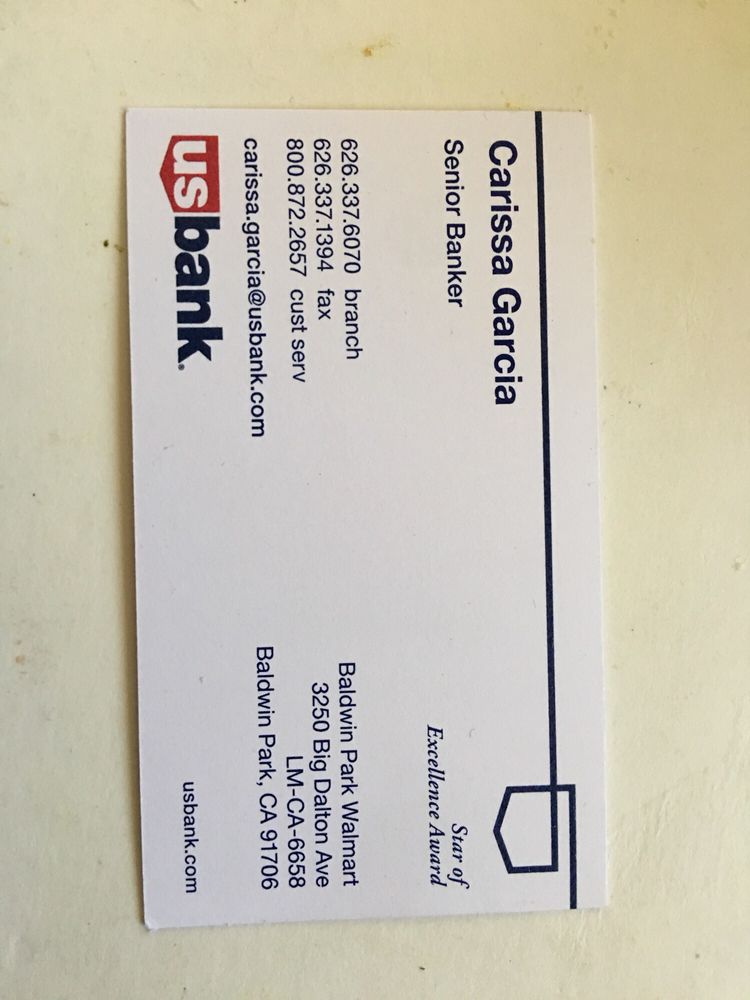 Carissa Garcia
Senior Banker
Star of
Excellence Award
626.337.6070 branch
626.337.1394 fax
800.872.2657 cust serv
carissa.garcia@usbank.com
Baldwin Park Walmart
3250 Big Dalton Ave
LM-CA-6658
Baldwin Park, CA 91706
usbank.
usbank.com